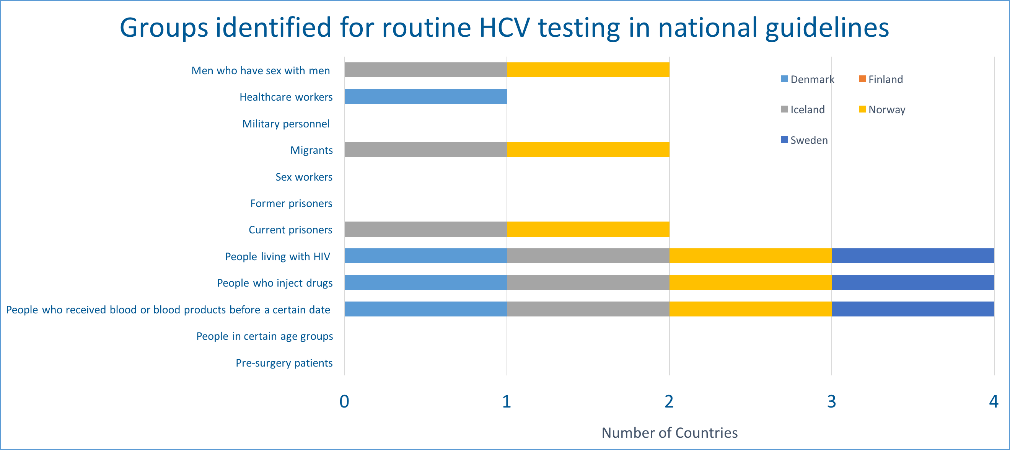 Groups identified for routine HCV testing in national guidelines
Men who have sex with men
Healthcare workers
Military personnel
Migrants
Sex workers
Former prisoners
Current prisoners
People living with HIV
People who inject drugs
People who received blood or blood products before a certain date
People in certain age groups
Pre-surgery patients
Denmark Finland
Iceland Norway
Sweden
0 1 2 3 4
Number of Countries